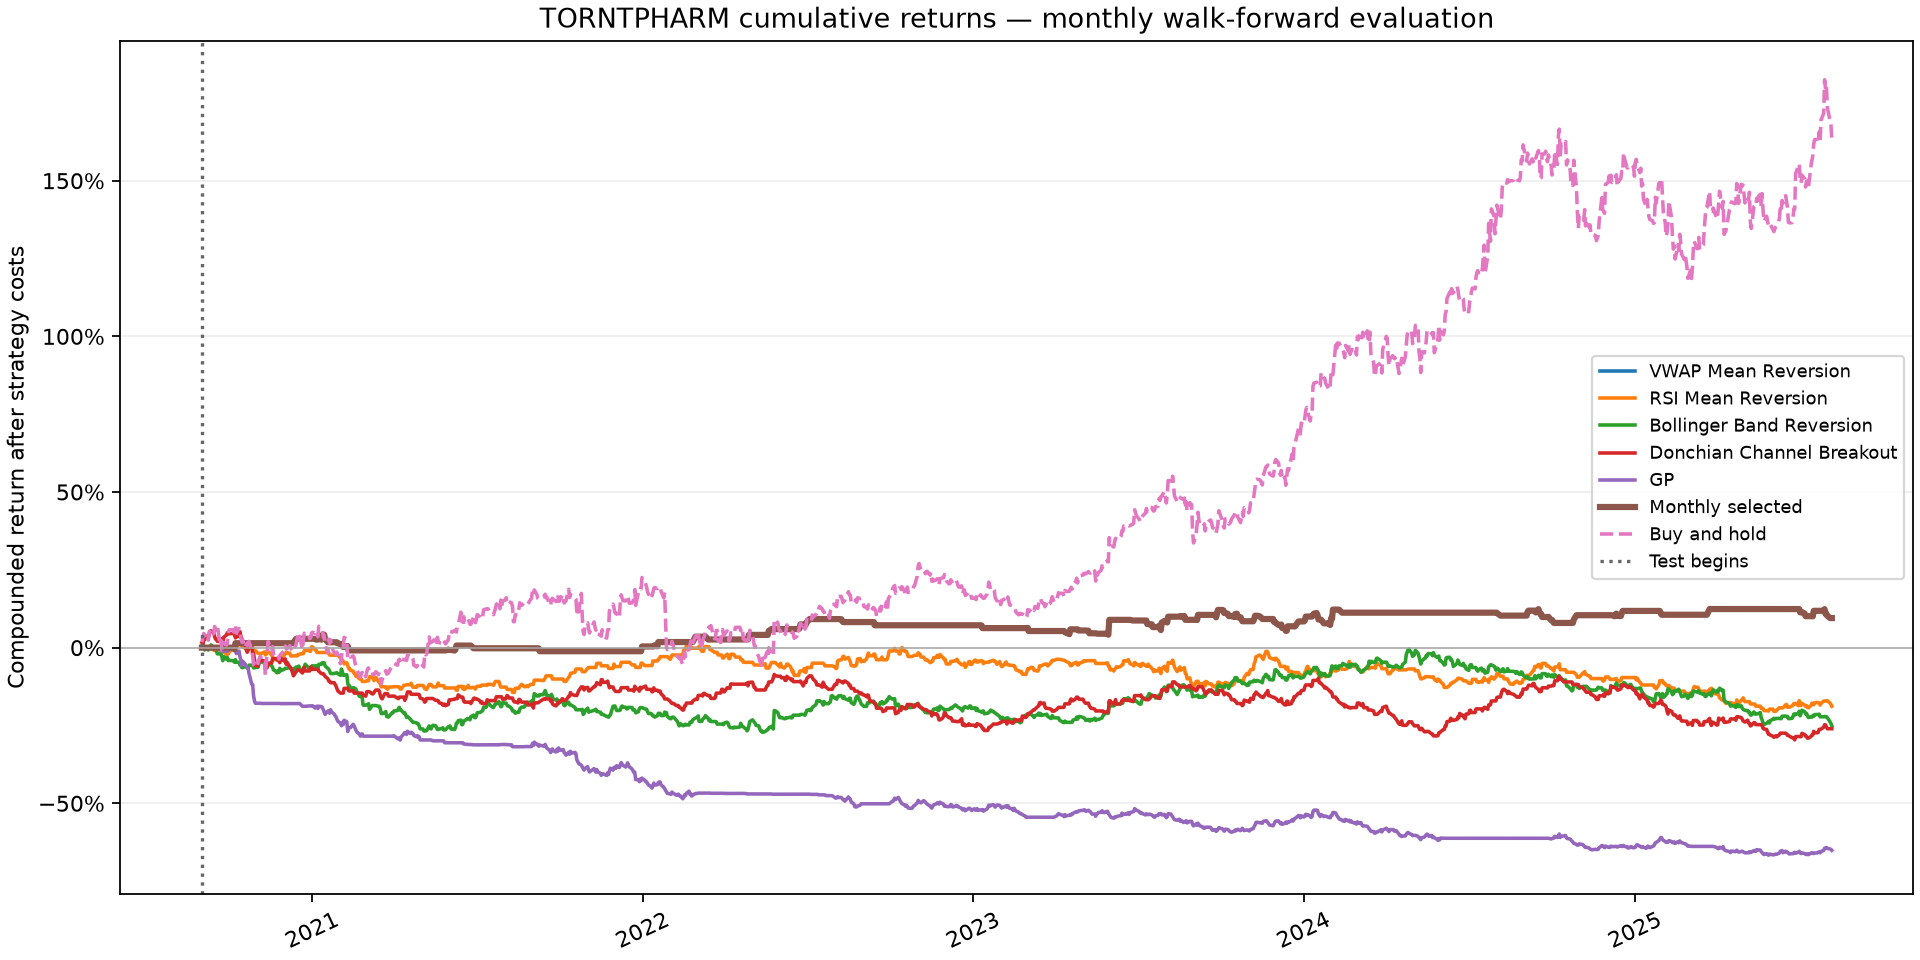 TORNTPHARM cumulative returns — monthly walk-forward evaluation
Compounded return after strategy costs
150%
100%
50%
0%
−50%
2021
2022
2023
2024
2025
VWAP Mean Reversion
RSI Mean Reversion
Bollinger Band Reversion
Donchian Channel Breakout
GP
Monthly selected
Buy and hold
Test begins